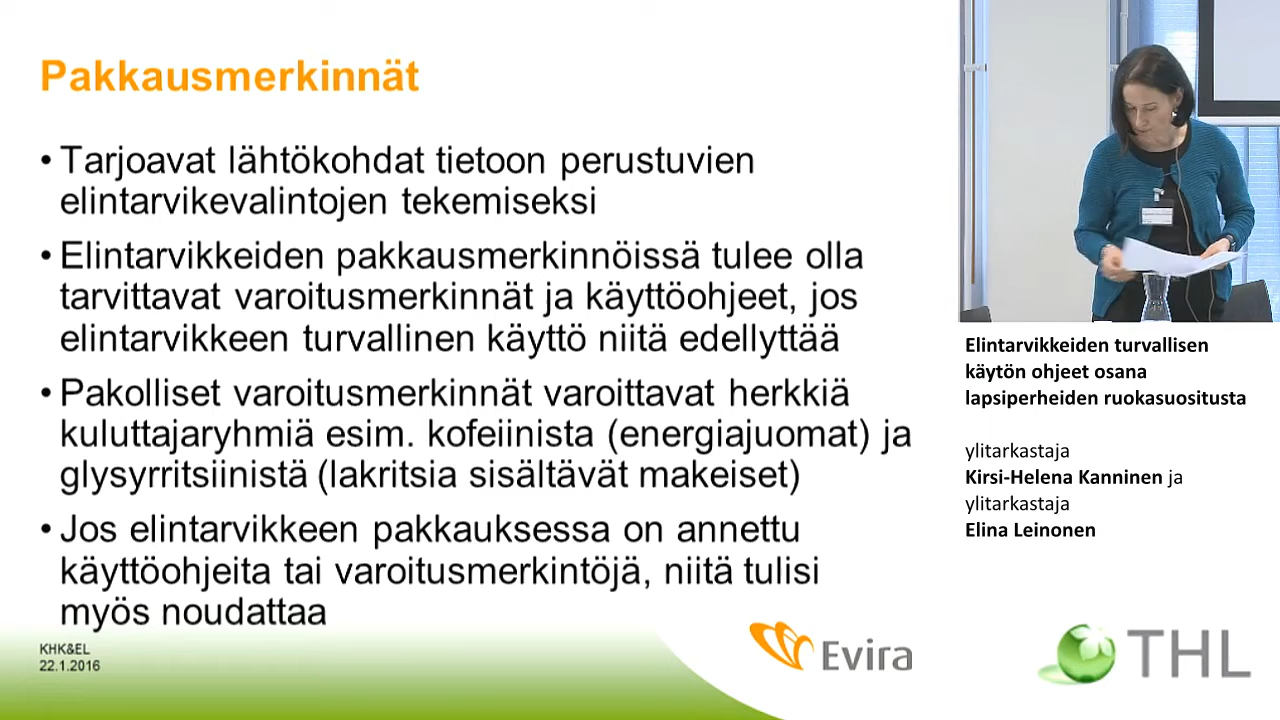 Pakkausmerkinnät
• Tarjoavat lähtökohdat tietoon perustuvien
elintarvikevalintojen tekemiseksi
• Elintarvikkeiden pakkausmerkinnöissä tulee olla
tarvittavat varoitusmerkinnät ja käyttöohjeet, jos
elintarvikkeen turvallinen käyttö niitä edellyttää
• Pakolliset varoitusmerkinnät varoittavat herkkiä
kuluttajaryhmiä esim. kofeiinista (energiajuomat) ja
glysyrritsiinistä (lakritsia sisältävät makeiset)
• Jos elintarvikkeen pakkauksessa on annettu
käyttöohjeita tai varoitusmerkintöjä, niitä tulisi
myös noudattaa
KHK&EL
22.1.2016
Evira
Elintarvikkeiden turvallisen
käytön ohjeet osana
lapsiperheiden ruokasuositusta
ylitarkastaja
Kirsi-Helena Kanninen ja
ylitarkastaja
Elina Leinonen
THL